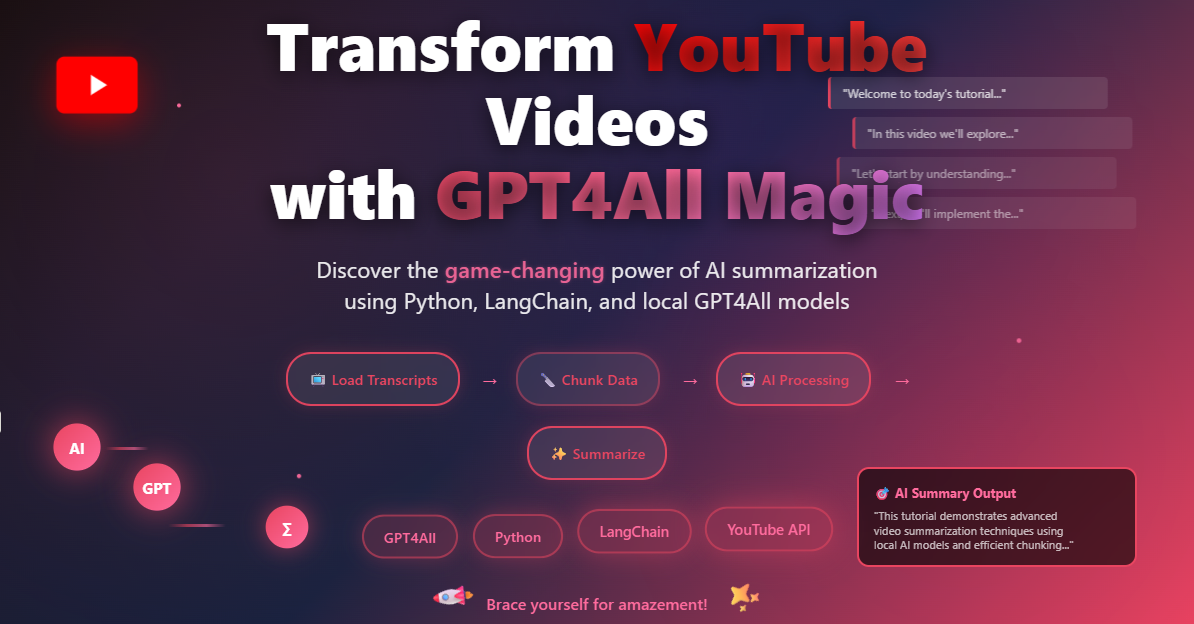 Transform YouTube
Videos
with GPT4All Magic
"Welcome to today's tutorial..."
"In this video we'll explore..."
"Let's start by understanding..."
'll implement the..."
Discover the game-changing power of AI summarization
using Python, LangChain, and local GPT4All models
Load Transcripts → Chunk Data → AI Processing →
Summarize
AI
GPT
Σ
GPT4All
Python
LangChain
YouTube API
AI Summary Output
"This tutorial demonstrates advanced
video summarization techniques using
local AI models and efficient chunking..."
Brace yourself for amazement!